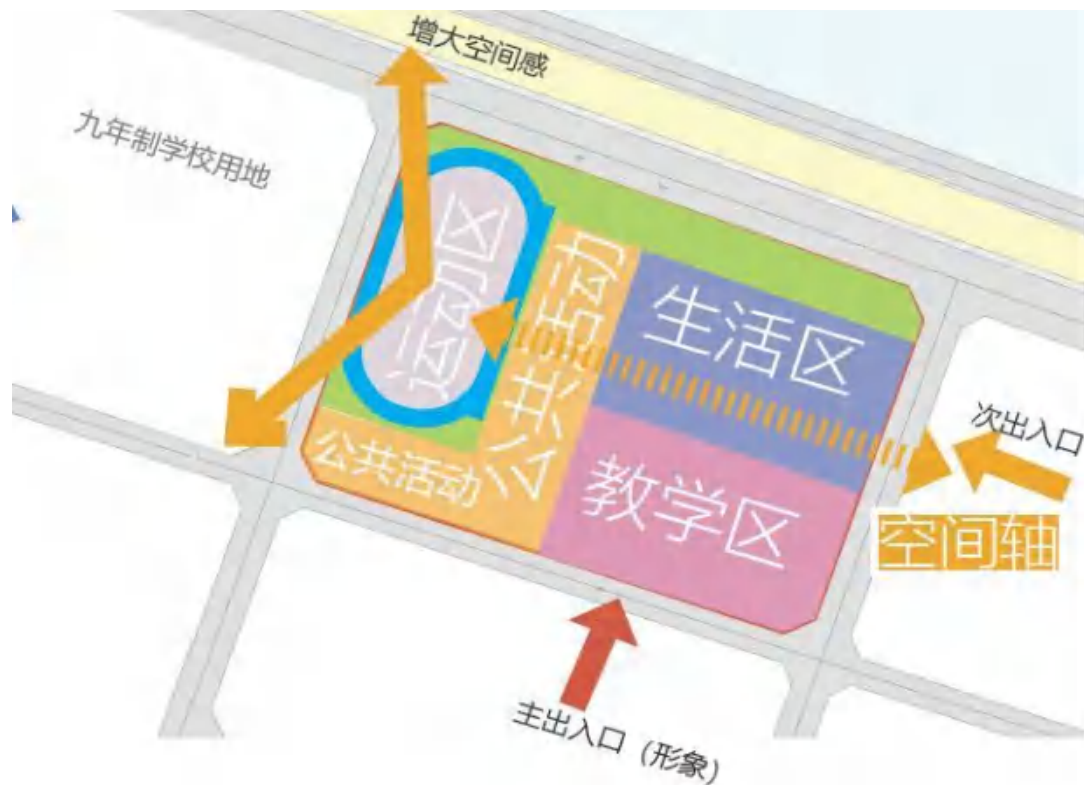 增大空间感
九年制学校用地
运动区
公共活动
生活区
次出入口
公共活动
教学区
空间轴
主出入口（形象）